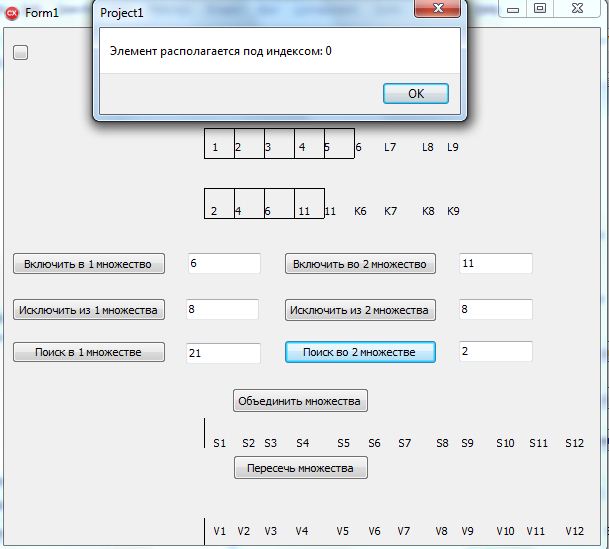 Form1
Project1
Элемент располагается под индексом: 0
OK
1 2 3 4 5 6 L7 L8 L9
2 4 6 11 11 K6 K7 K8 K9
Включить в 1 множество 6 Включить во 2 множество 11
Исключить из 1 множества 8 Исключить из 2 множества 8
Поиск в 1 множестве 21 Поиск во 2 множестве 2
Объединить множества
S1 S2 S3 S4 S5 S6 S7 S8 S9 S10 S11 S12
Пересечь множества
V1 V2 V3 V4 V5 V6 V7 V8 V9 V10 V11 V12